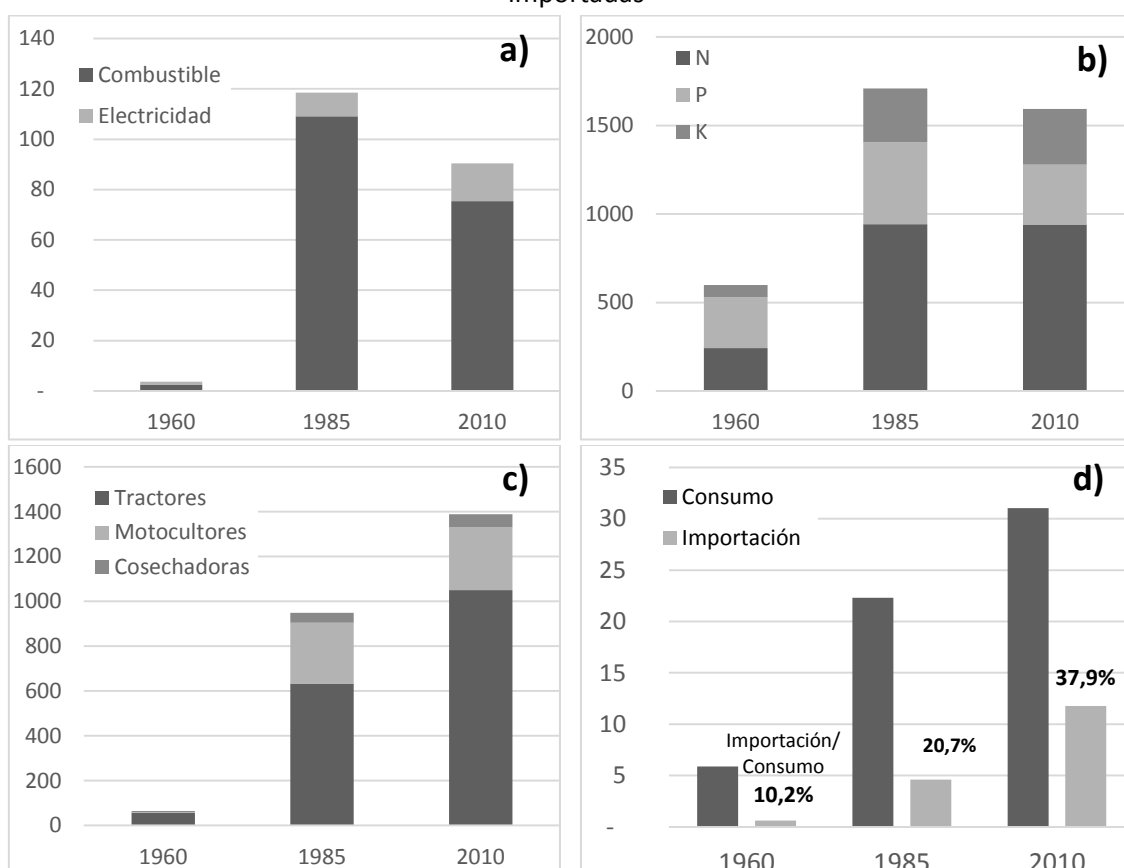 importadas
a)
140
120
100
80
60
40
20
-
Combustible
Electricidad
1960
1985
2010
b)
2000
1500
1000
500
0
N
P
K
1960
1985
2010
c)
1600
1400
1200
1000
800
600
400
200
0
Tractores
Motocultores
Cosechadoras
1960
1985
2010
d)
35
30
25
20
15
10
5
-
Consumo
Importación
Importación/
Consumo
10,2%
20,7%
37,9%
1960
1985
2010